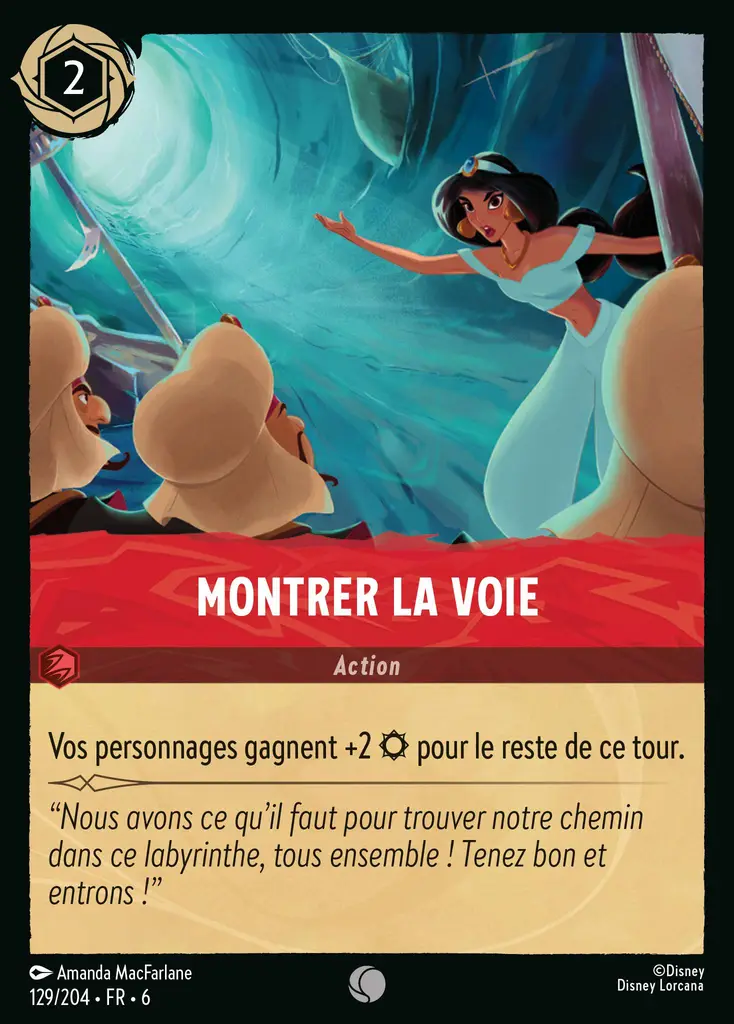 2
MONTRER LA VOIE
Action
Vos personnages gagnent +2 pour le reste de ce tour.
“Nous avons ce qu’il faut pour trouver notre chemin
dans ce labyrinthe, tous ensemble ! Tenez bon et
entrons !”
Amanda MacFarlane
©Disney
129/204 • FR • 6
Disney Lorcana